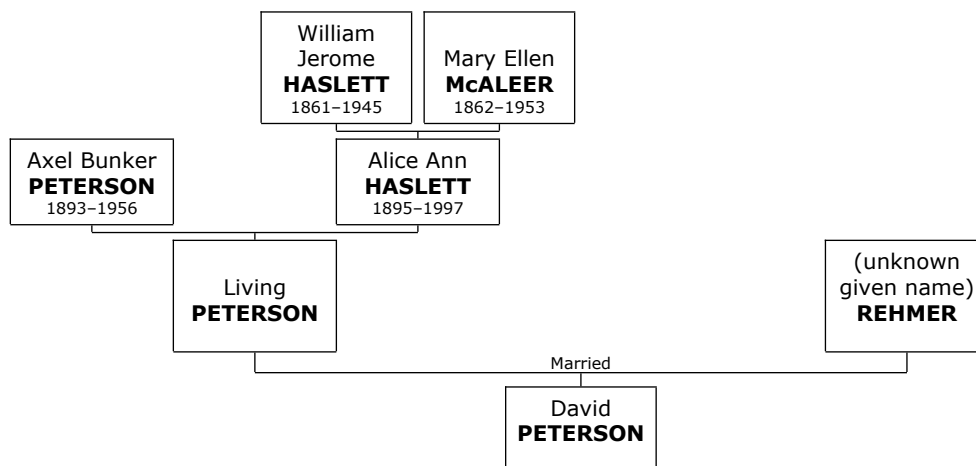 William
Jerome
HASLETT
1861–1945
Mary Ellen
McALEER
1862–1953
Axel Bunker
PETERSON
1893–1956
Alice Ann
HASLETT
1895–1997
Living
PETERSON
(unknown
given name)
REHMER
Married
David
PETERSON